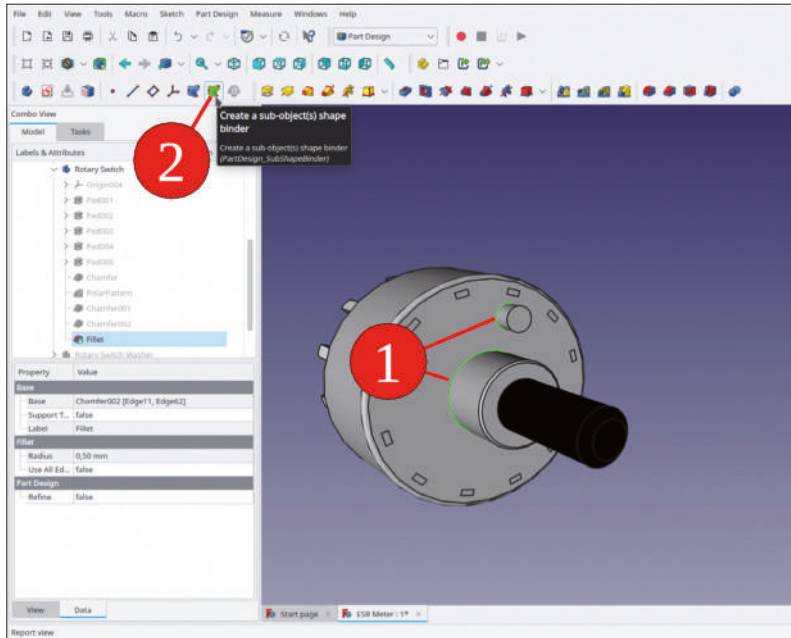 File Edit View Tools Macro Sketch Part Design Measure Windows Help
Part Design
Combo View
Model Tasks
Labels & Attributes
Create a sub-object(s) shape binder
Create a sub-object(s) shape binder
(PartDesign_SubShapeBinder)
2
Rotary Switch
Origin004
Pad001
Pad002
Pad003
Pad004
Pad005
Chamfer
PolarPattern
Chamfer001
Chamfer002
Fillet
Rotary Switch Washer
1
Property Value
Base
Base Chamfer002 [Edge11, Edge62]
Support T... false
Label Fillet
Fillet
Radius 0,50 mm
Use All Ed... false
Part Design
Refine false
View Data
Start page
ESR Meter : 1*
Report view